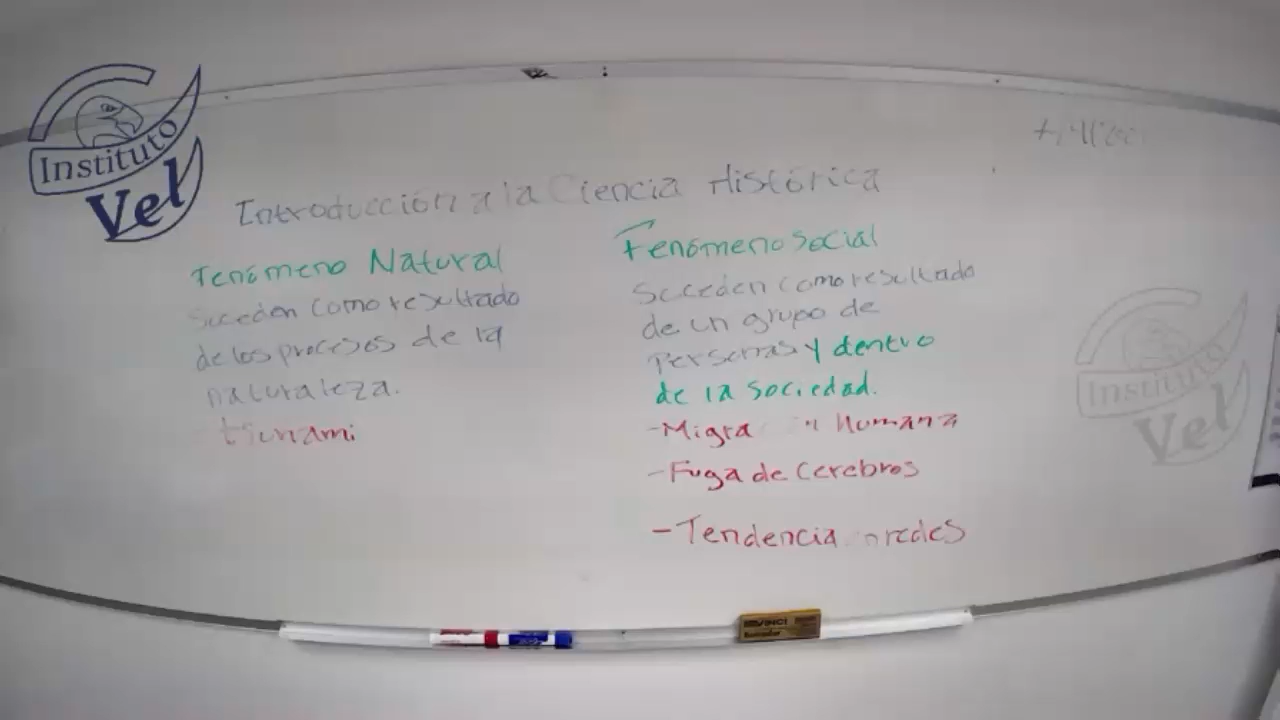 Instituto
Vel
Introducción a la Ciencia Histórica
Fenómeno Natural
Suceden como resultado
de los procesos de la
naturaleza.
tsunami
Fenómeno Social
Suceden como resultado
de un grupo de
Personas y dentro
de la sociedad.
-Migra n Humana
-Fuga de Cerebros
-Tendencia n redes
Instituto
Vel